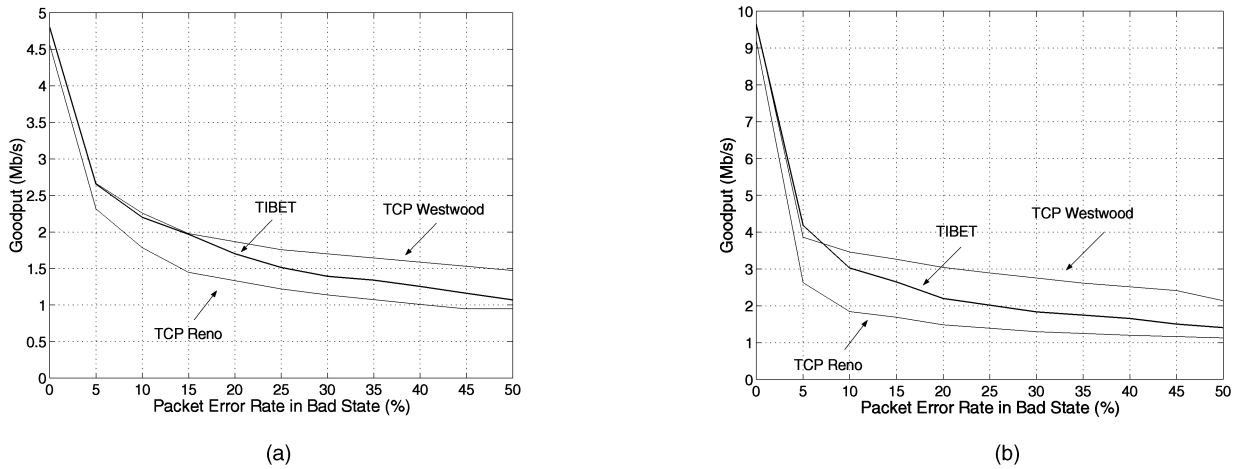 5
4.5
4
3.5
3
2.5
2
1.5
1
0.5
0
Goodput (Mb/s)
TIBET
TCP Westwood
TCP Reno
0 5 10 15 20 25 30 35 40 45 50
Packet Error Rate in Bad State (%)
(a)
10
9
8
7
6
5
4
3
2
1
0
Goodput (Mb/s)
TCP Westwood
TIBET
TCP Reno
0 5 10 15 20 25 30 35 40 45 50
Packet Error Rate in Bad State (%)
(b)